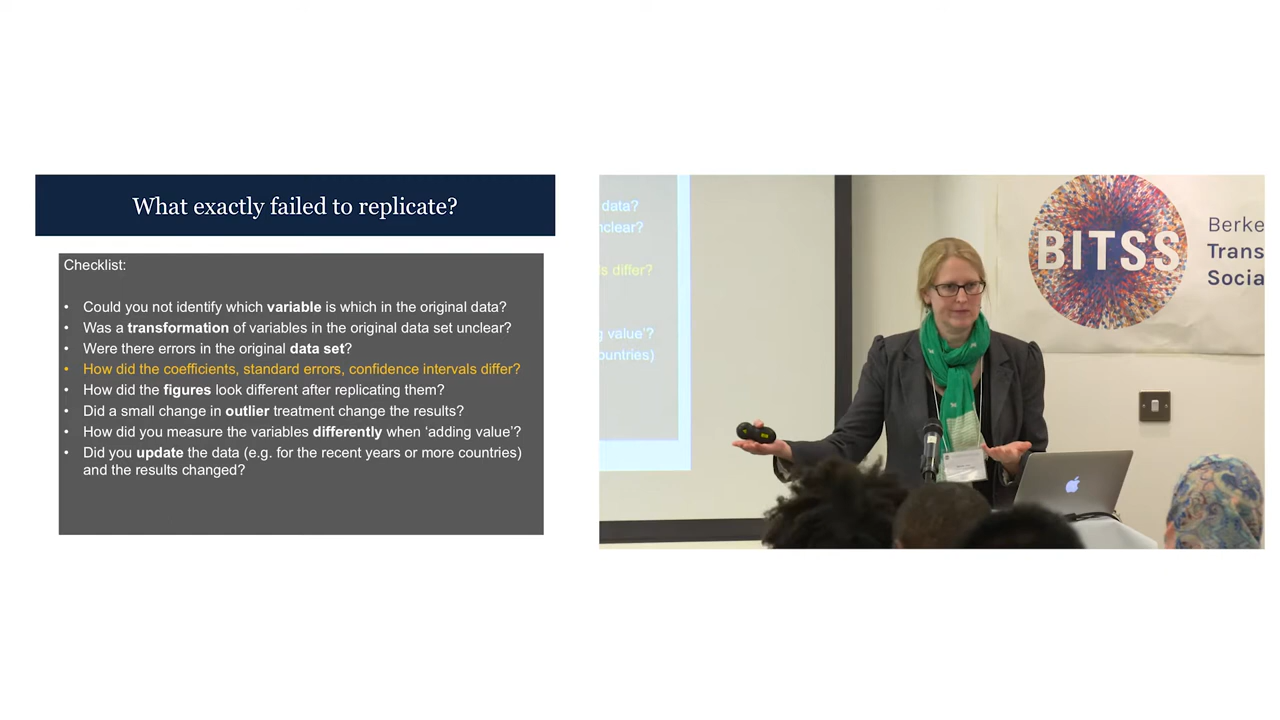 What exactly failed to replicate?
Checklist:
• Could you not identify which variable is which in the original data?
• Was a transformation of variables in the original data set unclear?
• Were there errors in the original data set?
• How did the coefficients, standard errors, confidence intervals differ?
• How did the figures look different after replicating them?
• Did a small change in outlier treatment change the results?
• How did you measure the variables differently when ‘adding value’?
• Did you update the data (e.g. for the recent years or more countries)
and the results changed?
data?
nclear?
ls differ?
ng value’?
ountries)
BITSS
Berke
Trans
Socia